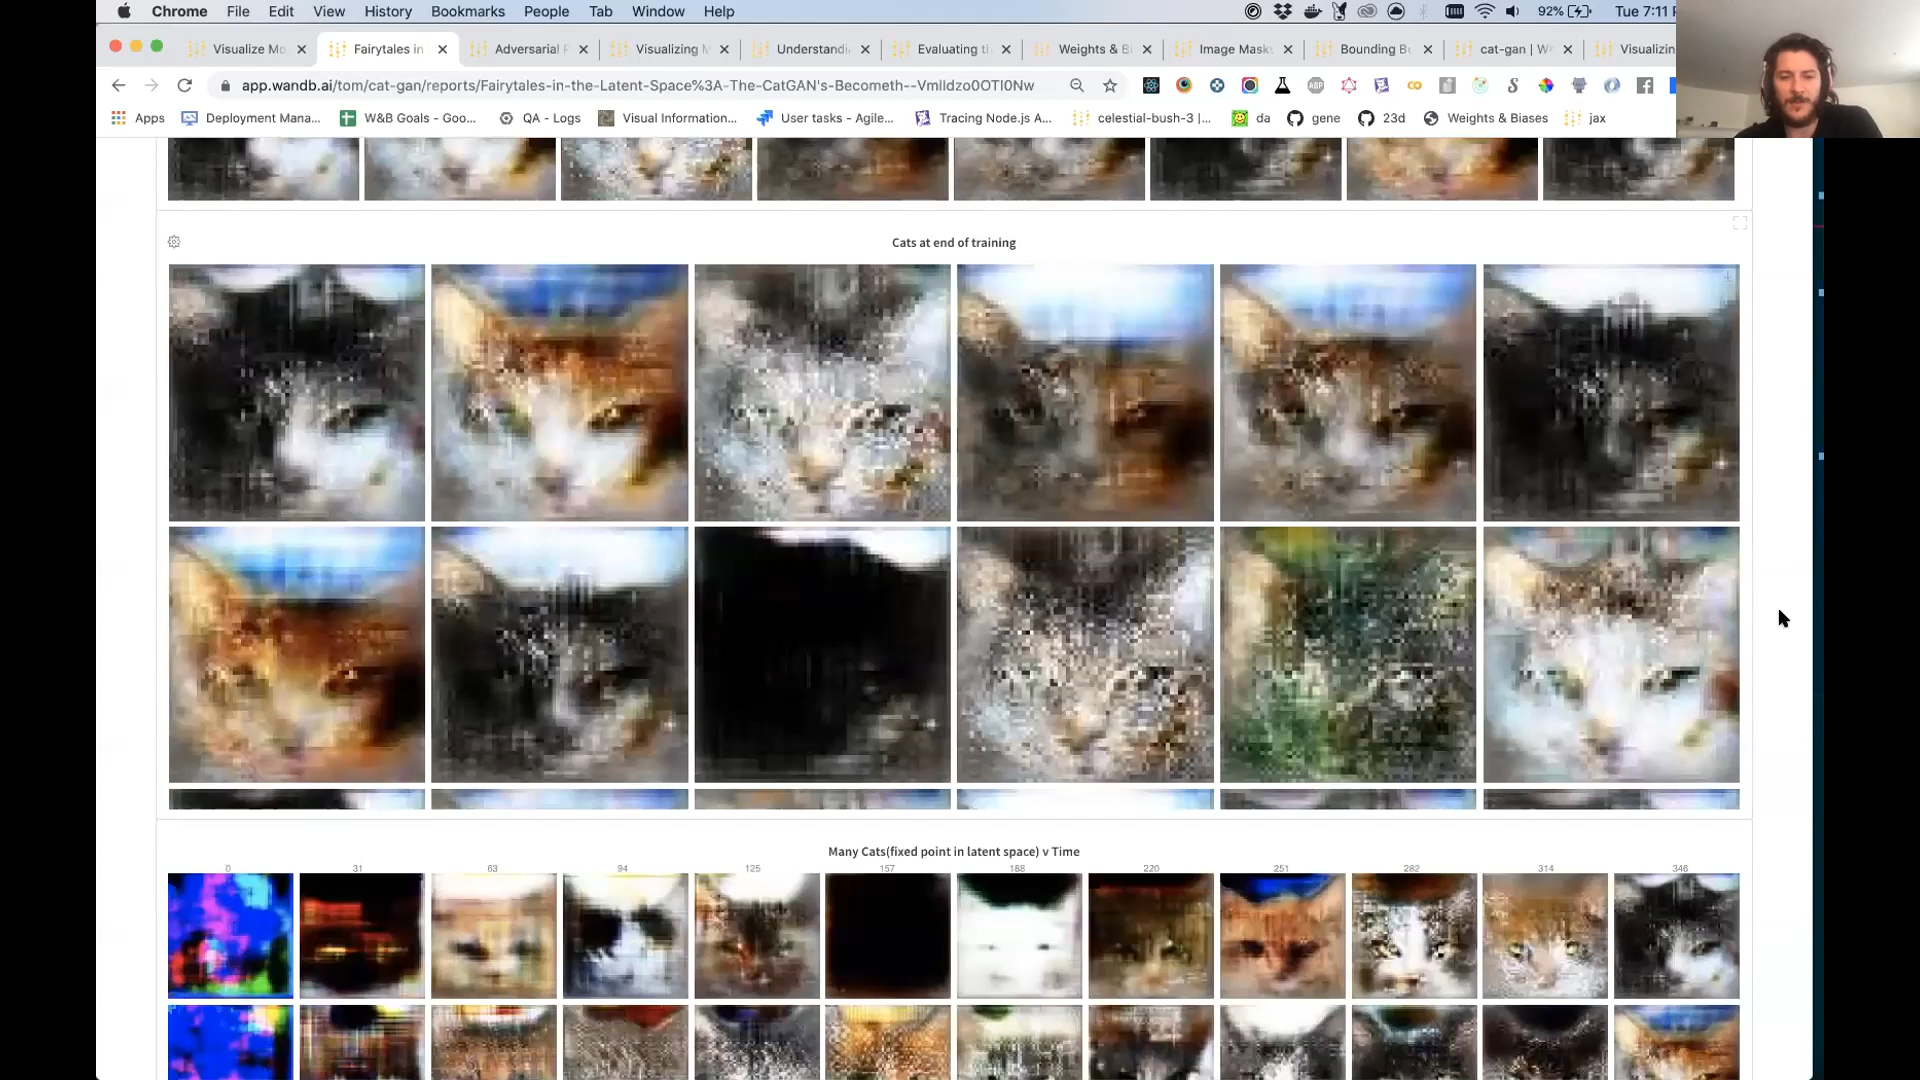 Chrome File Edit View History Bookmarks People Tab Window Help 92% Tue 7:11
Visualize Mo Fairytales in Adversarial P Visualizing M Understandi Evaluating th Weights & B Image Masks Bounding Bo cat-gan | W Visualizin
app.wandb.ai/tom/cat-gan/reports/Fairytales-in-the-Latent-Space%3A-The-CatGAN's-Becometh--VmlldzoOOTI0Nw
Apps Deployment Mana... W&B Goals - Goo... QA - Logs Visual Information... User tasks - Agile... Tracing Node.js A... celestial-bush-3 |... da gene 23d Weights & Biases jax
Cats at end of training
Many Cats(fixed point in latent space) v Time
0 31 63 94 125 157 188 220 251 282 314 346